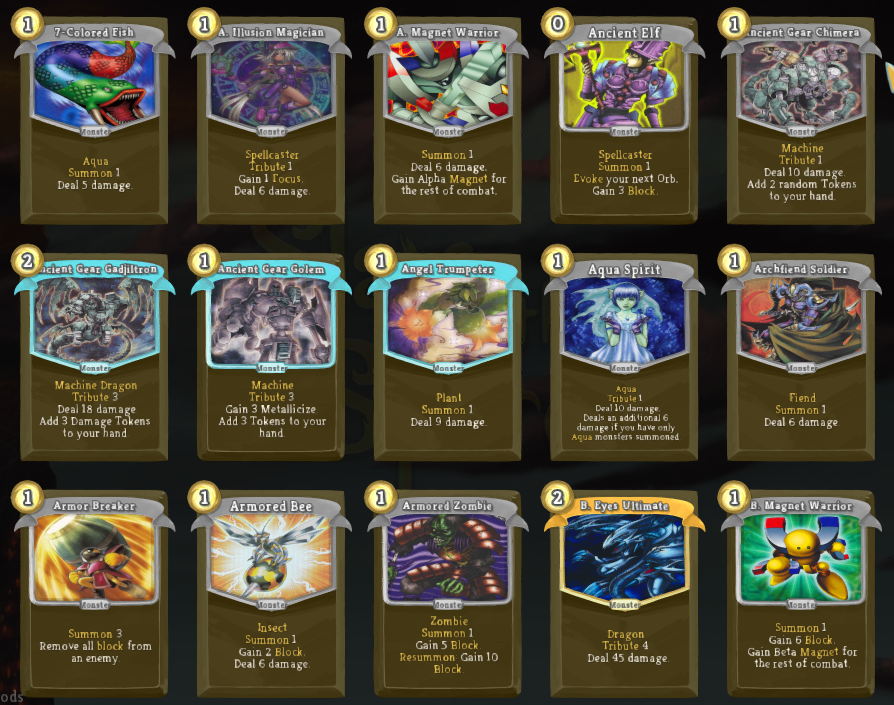 1
7-Colored Fish
Monster
Aqua
Summon 1
Deal 5 damage.
1
A. Illusion Magician
Monster
Spellcaster
Tribute 1
Gain 1 Focus.
Deal 6 damage.
1
A. Magnet Warrior
Monster
Summon 1
Deal 6 damage.
Gain Alpha Magnet for
the rest of combat.
0
Ancient Elf
Monster
Spellcaster
Summon 1
Evoke your next Orb.
Gain 3 Block.
1
Ancient Gear Chimera
Monster
Machine
Tribute 1
Deal 10 damage.
Add 2 random Tokens
to your hand.
2
Ancient Gear Gadjiltron
Monster
Machine Dragon
Tribute 3
Deal 18 damage
Add 3 Damage Tokens
to your hand
1
Ancient Gear Golem
Monster
Machine
Tribute 3
Gain 3 Metallicize
Add 3 Tokens to your
hand.
1
Angel Trumpeter
Monster
Plant
Summon 1
Deal 9 damage.
1
Aqua Spirit
Monster
Aqua
Tribute 1
Deal 10 damage.
Deals an additional 6
damage if you have only
Aqua monsters summoned
1
Archfiend Soldier
Monster
Fiend
Summon 1
Deal 6 damage
1
Armor Breaker
Monster
Summon 3
Remove all block from
an enemy.
1
Armored Bee
Monster
Insect
Summon 1
Gain 2 Block.
Deal 6 damage.
1
Armored Zombie
Monster
Zombie
Summon 1
Gain 5 Block
Resummon: Gain 10
Block.
2
B. Eyes Ultimate
Monster
Dragon
Tribute 4
Deal 45 damage.
1
B. Magnet Warrior
Monster
Summon 1
Gain 6 Block.
Gain Beta Magnet for
the rest of combat.
ods